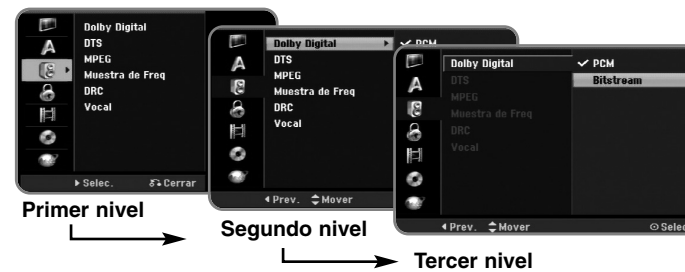 Dolby Digital
DTS
MPEG
Muestra de Freq
DRC
Vocal
Selec. Cerrar
Primer nivel
Dolby Digital PCM
DTS
MPEG
Muestra de Freq
DRC
Vocal
Prev. Mover
Segundo nivel
Dolby Digital ✓ PCM
DTS Bitstream
MPEG
Muestra de Freq
DRC
Vocal
Prev. Mover Selec
Tercer nivel